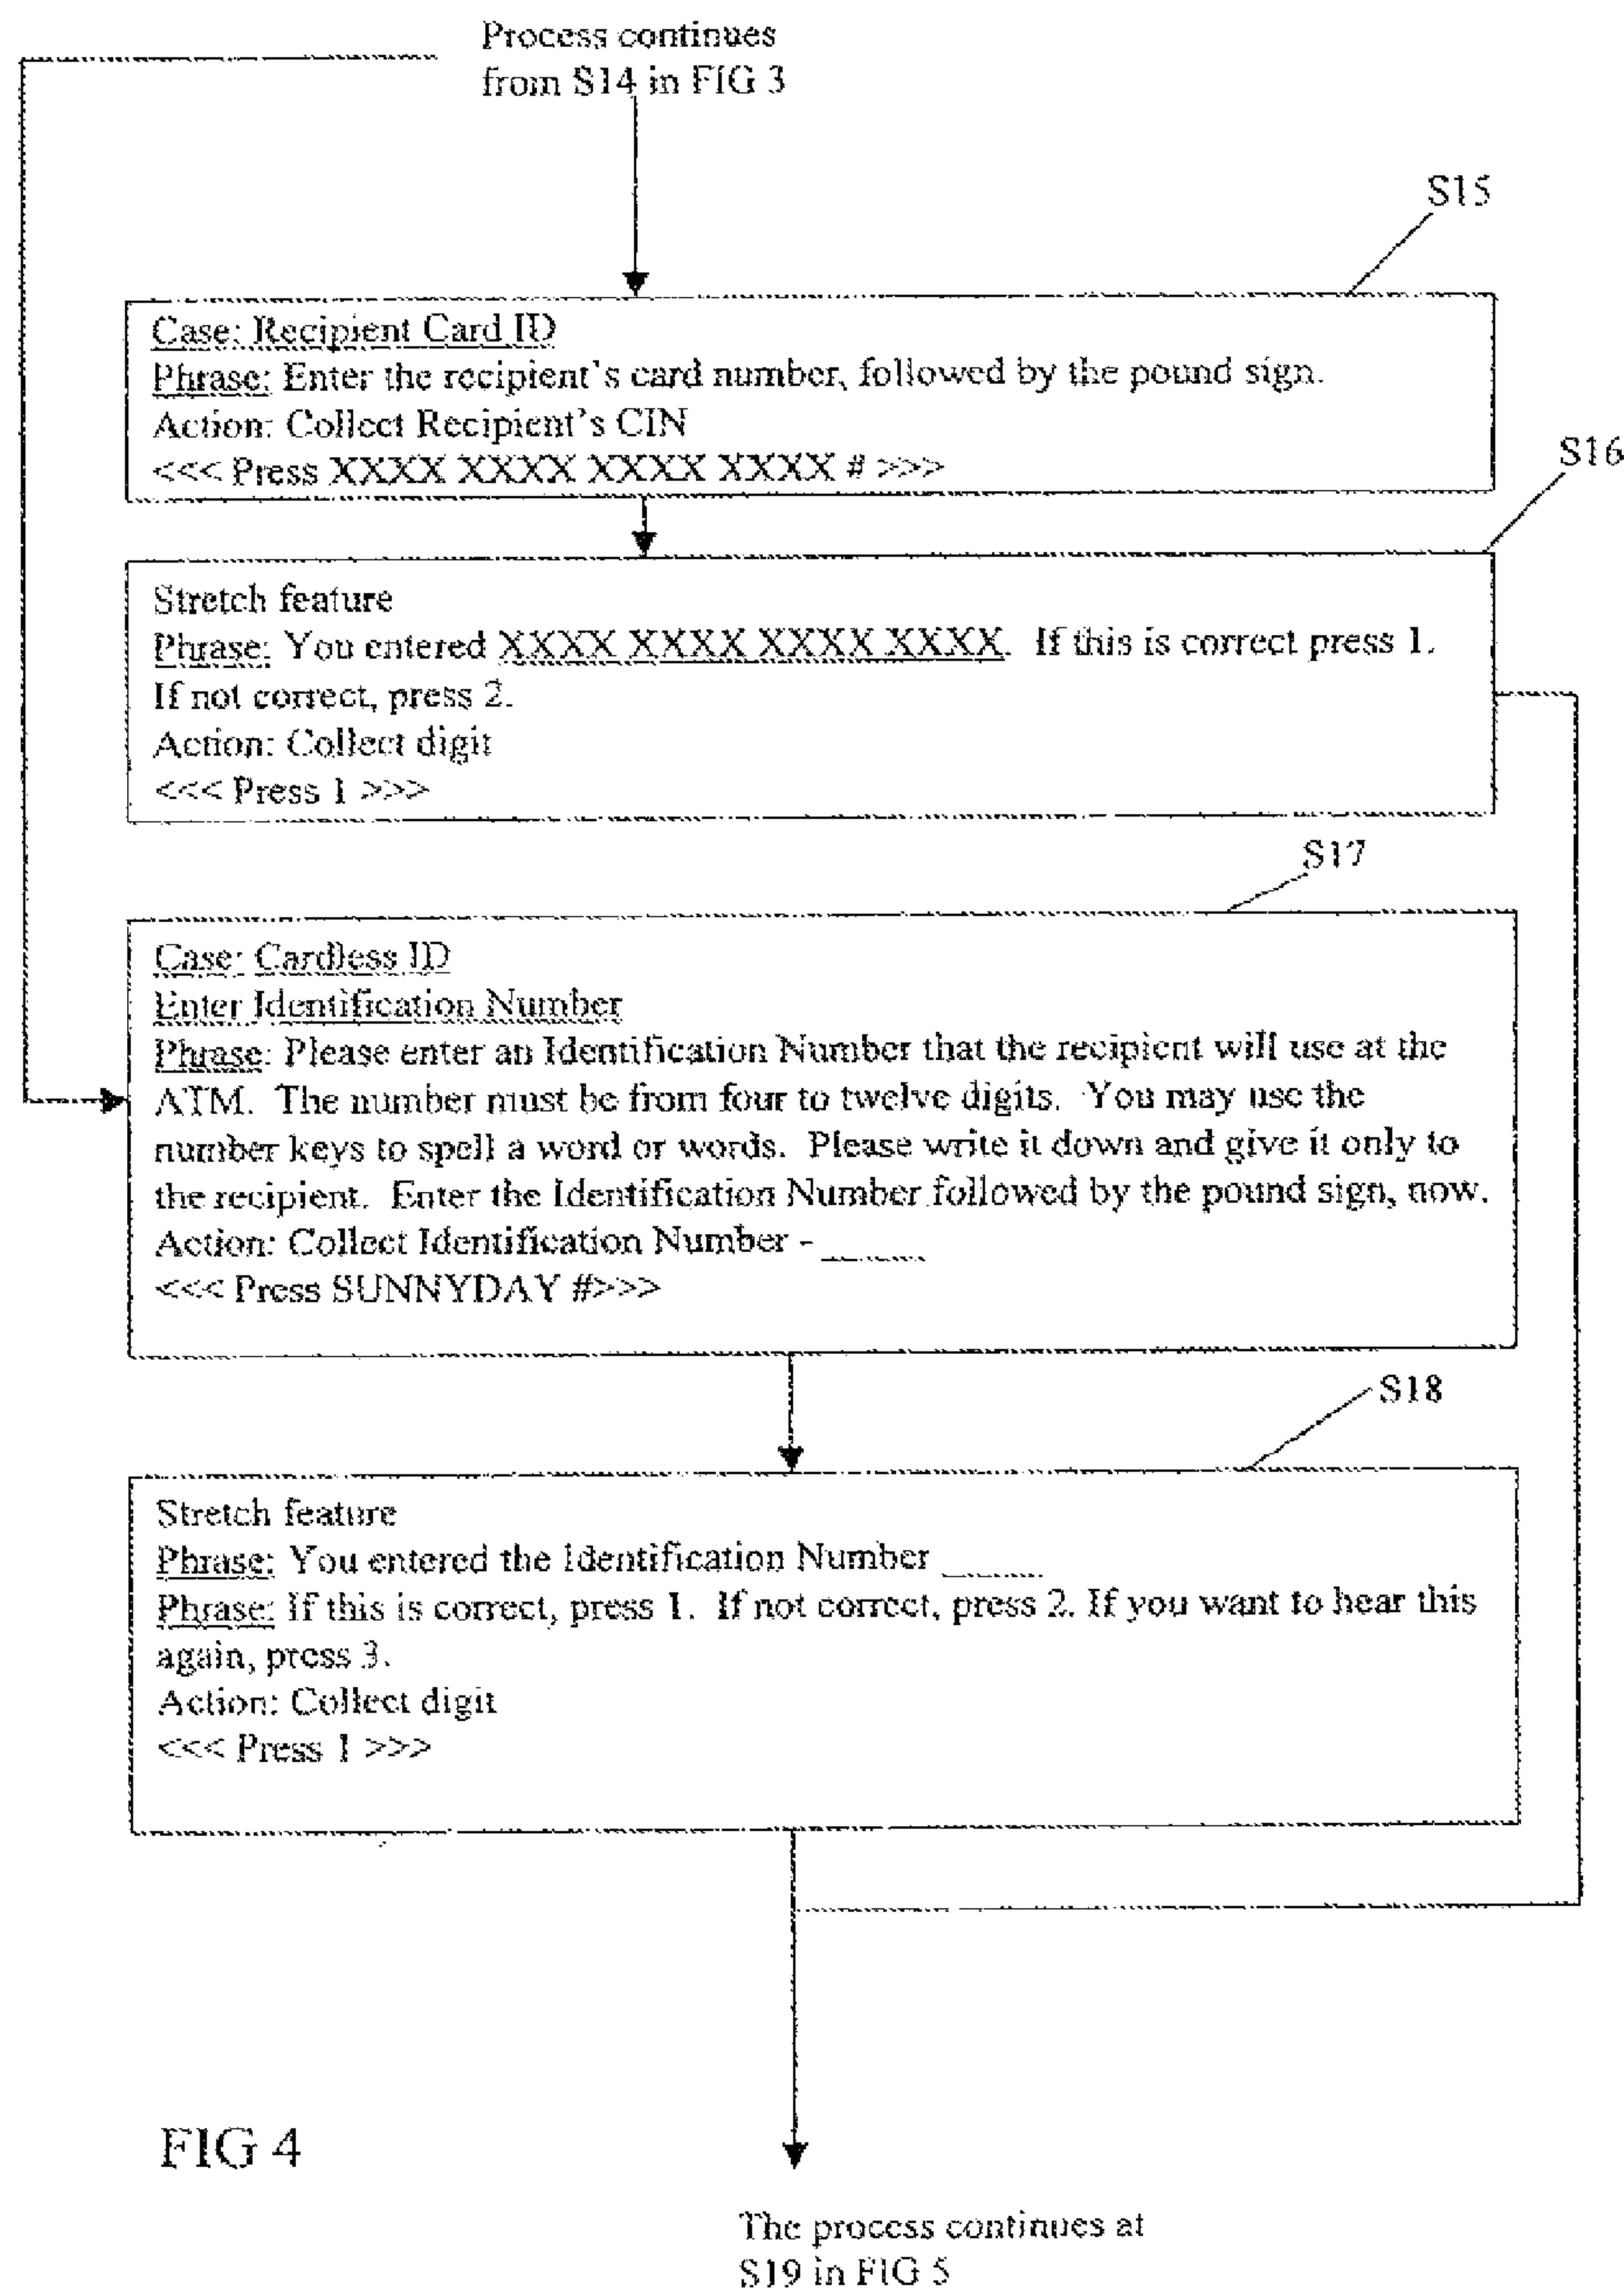 Process continues
from S14 in FIG 3
S15
Case: Recipient Card ID
Phrase: Enter the recipient's card number, followed by the pound sign.
Action: Collect Recipient's CIN
<<< Press XXXX XXXX XXXX XXXX # >>>
S16
Stretch feature
Phrase: You entered XXXX XXXX XXXX XXXX. If this is correct press 1.
If not correct, press 2.
Action: Collect digit
<<< Press 1 >>>
S17
Case: Cardless ID
Enter Identification Number
Phrase: Please enter an Identification Number that the recipient will use at the
ATM. The number must be from four to twelve digits. You may use the
number keys to spell a word or words. Please write it down and give it only to
the recipient. Enter the Identification Number followed by the pound sign, now.
Action: Collect Identification Number - ______
<<< Press SUNNYDAY #>>>
S18
Stretch feature
Phrase: You entered the Identification Number ______
Phrase: If this is correct, press 1. If not correct, press 2. If you want to hear this
again, press 3.
Action: Collect digit
<<< Press 1 >>>
FIG 4
The process continues at
S19 in FIG 5